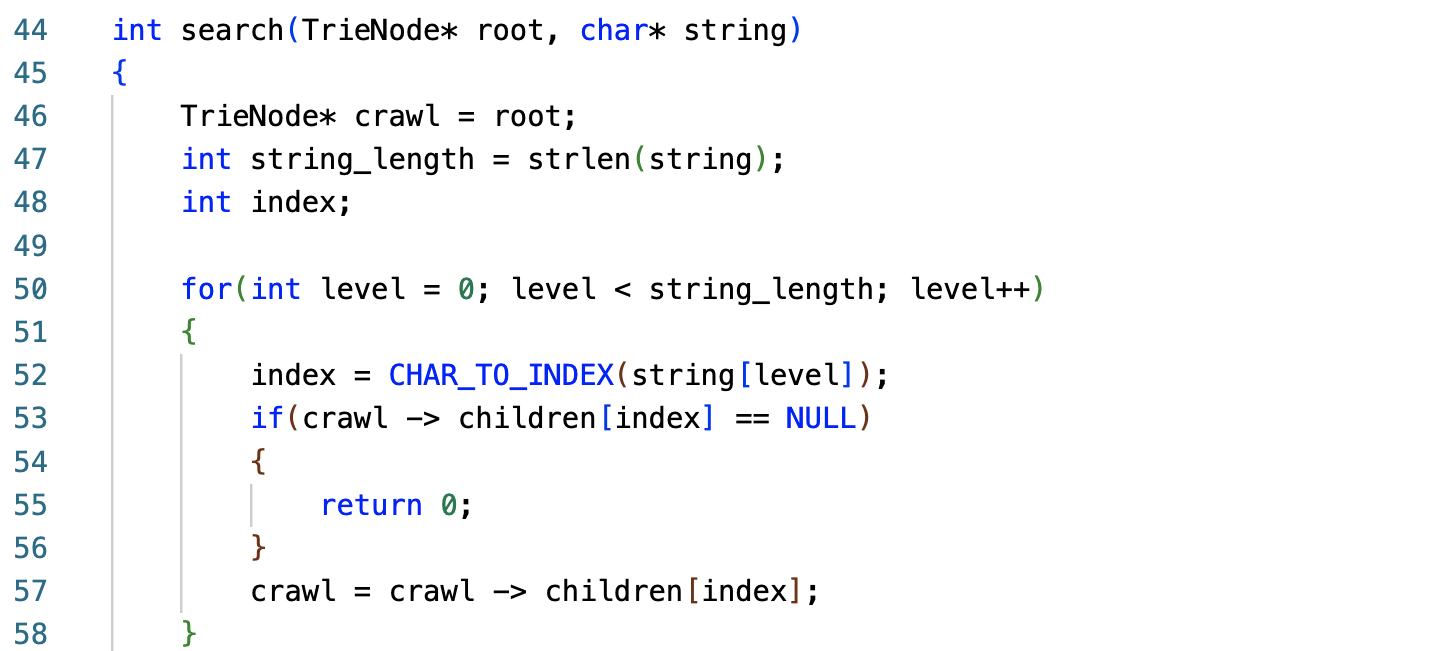 44 int search(TrieNode* root, char* string)
45 {
46 TrieNode* crawl = root;
47 int string_length = strlen(string);
48 int index;
49
50 for(int level = 0; level < string_length; level++)
51 {
52 index = CHAR_TO_INDEX(string[level]);
53 if(crawl -> children[index] == NULL)
54 {
55 return 0;
56 }
57 crawl = crawl -> children[index];
58 }